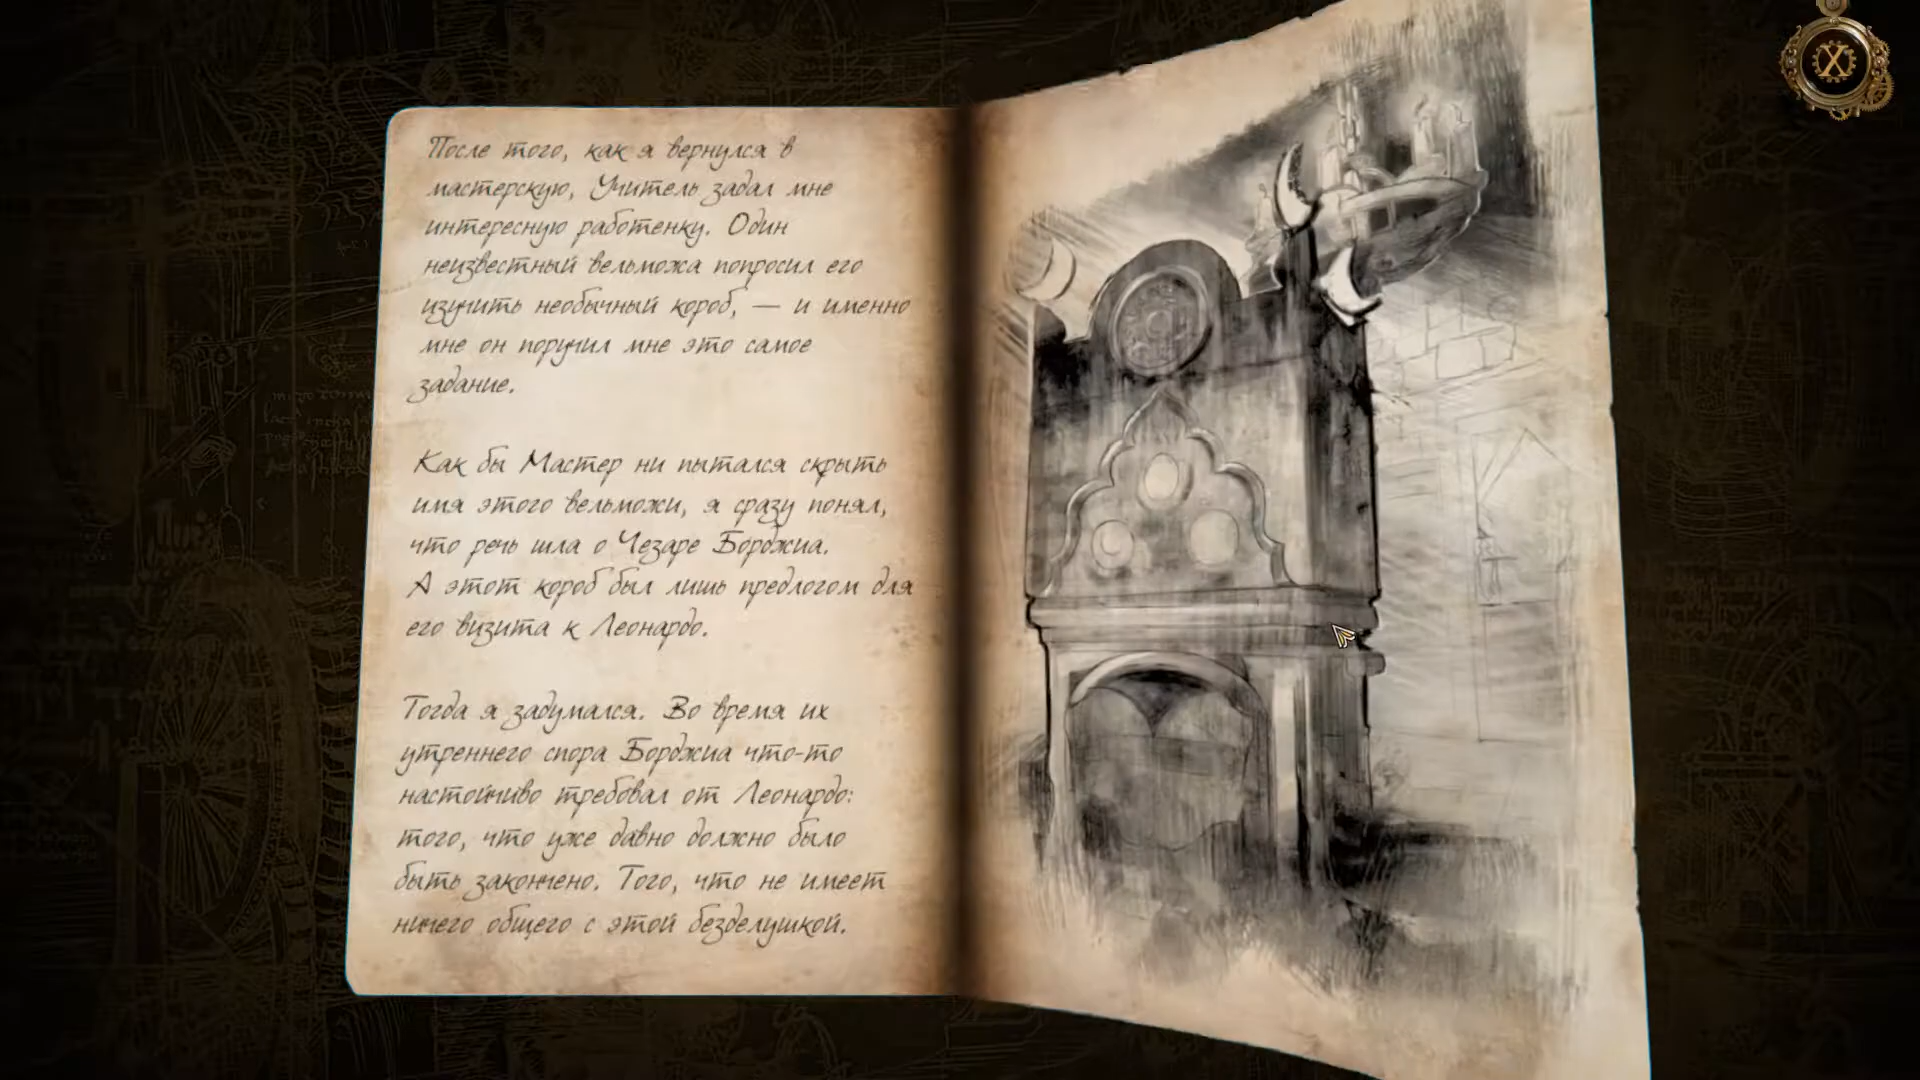 После того, как я вернулся в
мастерскую, Учитель задал мне
интересную работенку. Один
неизвестный вельможа попросил его
изучить необычный короб, — и именно
мне он поручил мне это самое
задание.
Как бы Мастер ни пытался скрыть
имя этого вельможи, я сразу понял,
что речь шла о Чезаре Борджиа.
А этот короб был лишь предлогом для
его визита к Леонардо.
Тогда я задумался. Во время их
утреннего спора Борджиа что-то
настойчиво требовал от Леонардо:
того, что уже давно должно было
быть закончено. Того, что не имеет
ничего общего с этой безделушкой.
X